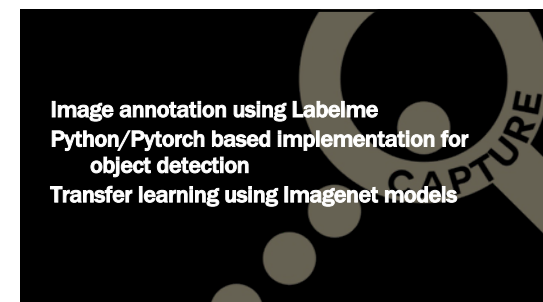 Image annotation using Labelme
Python/Pytorch based implementation for
object detection
Transfer learning using Imagenet models
CAPTURE